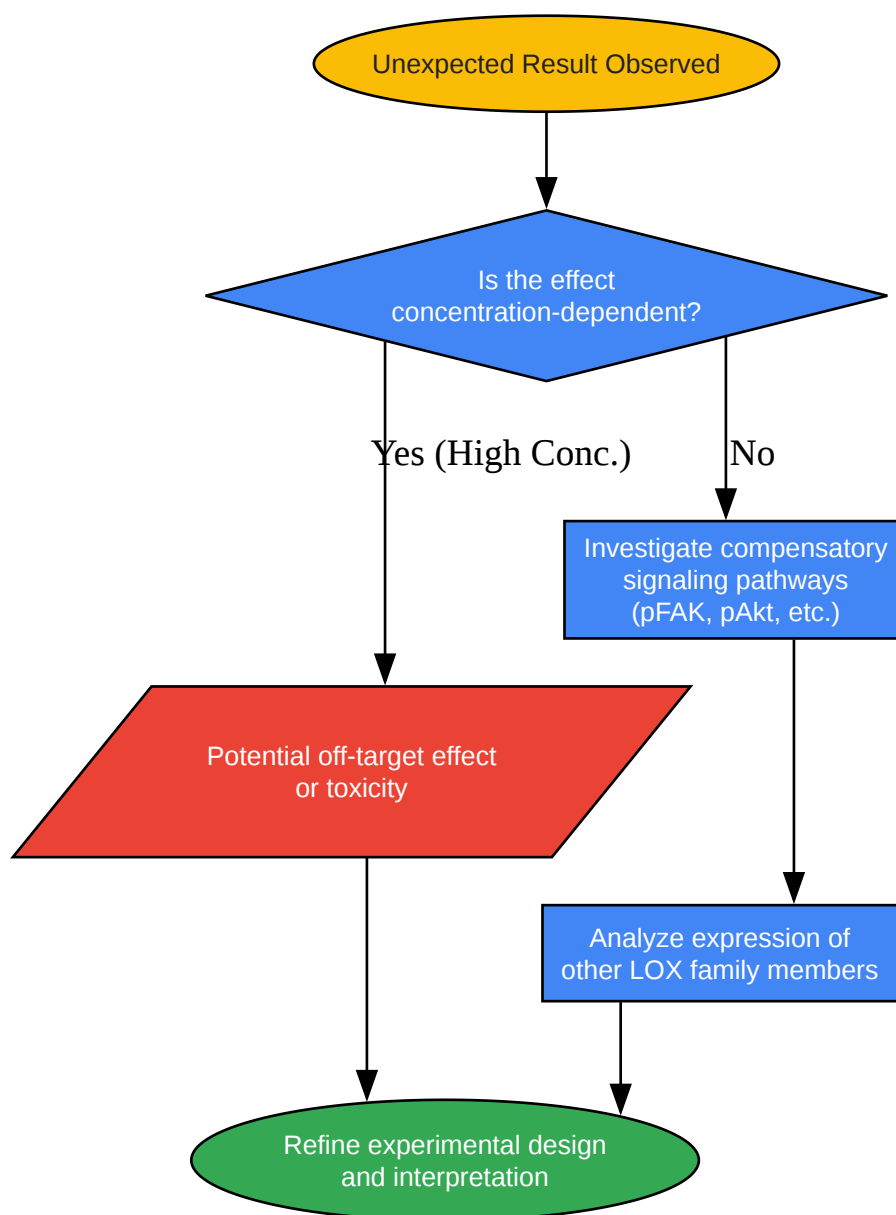 Unexpected Result Observed
Is the effect
concentration-dependent?
Yes (High Conc.)
No
Investigate compensatory
signaling pathways
(pFAK, pAkt, etc.)
Potential off-target effect
or toxicity
Analyze expression of
other LOX family members
Refine experimental design
and interpretation